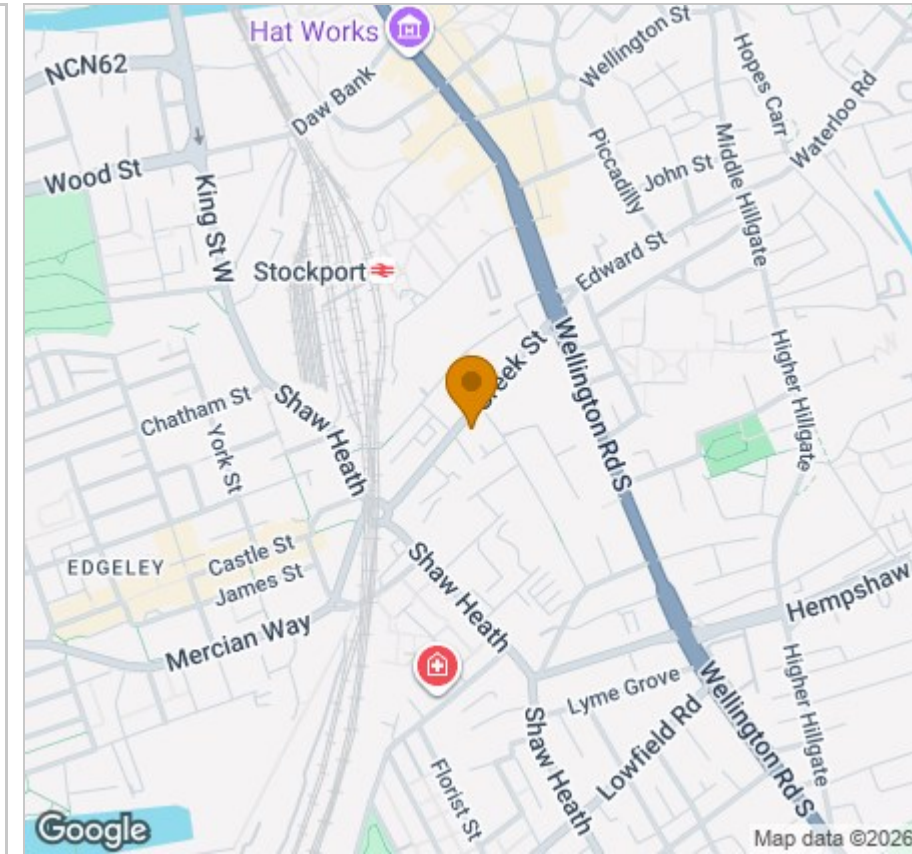 Hat Works
NCN62
Daw Bank
Wellington St
Hopes Carr
Waterloo Rd
Wood St
King St W
Piccadilly
John St
Middle Hillgate
Stockport
Edward St
Greek St
Wellington Rd S
Higher Hillgate
Chatham St
York St
Shaw Heath
EDGELEY
Castle St
James St
Shaw Heath
Mercian Way
Hempshaw
Lyme Grove
Higher Hillgate
Lowfield Rd
Wellington Rd S
Shaw Heath
Florist St
Google
Map data ©2026